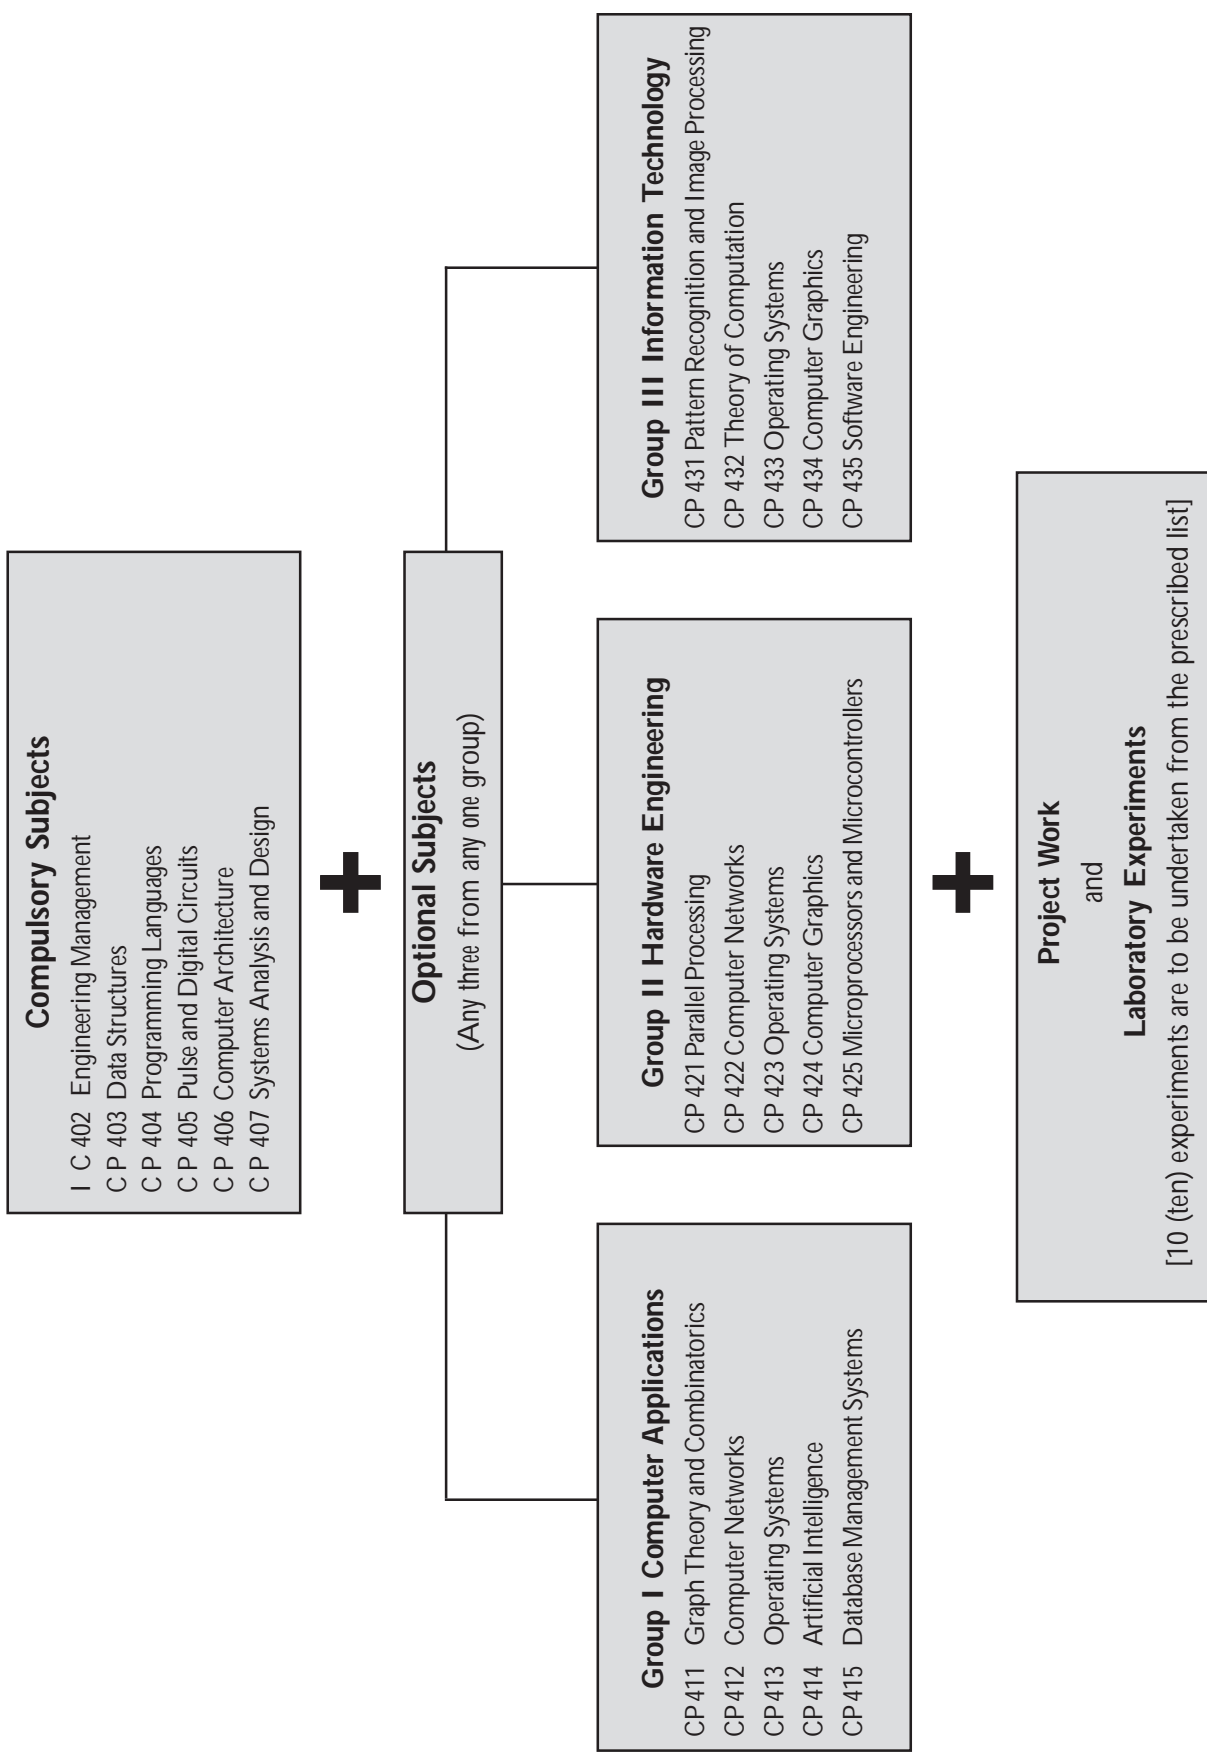 Compulsory Subjects
I C 402 Engineering Management
C P 403 Data Structures
C P 404 Programming Languages
C P 405 Pulse and Digital Circuits
C P 406 Computer Architecture
C P 407 Systems Analysis and Design
+
Optional Subjects
(Any three from any one group)
Group I Computer Applications
CP 411 Graph Theory and Combinatorics
CP 412 Computer Networks
CP 413 Operating Systems
CP 414 Artificial Intelligence
CP 415 Database Management Systems
Group II Hardware Engineering
CP 421 Parallel Processing
CP 422 Computer Networks
CP 423 Operating Systems
CP 424 Computer Graphics
CP 425 Microprocessors and Microcontrollers
Group III Information Technology
CP 431 Pattern Recognition and Image Processing
CP 432 Theory of Computation
CP 433 Operating Systems
CP 434 Computer Graphics
CP 435 Software Engineering
+
Project Work
and
Laboratory Experiments
[10 (ten) experiments are to be undertaken from the prescribed list]